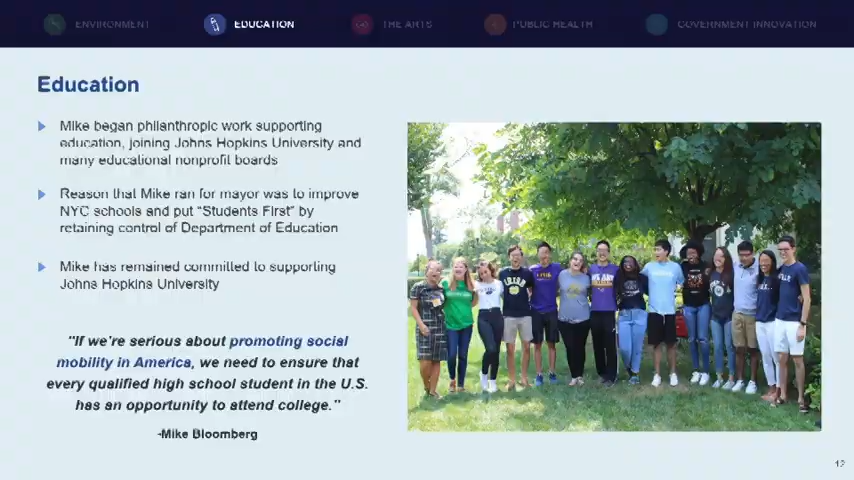 ENVIRONMENT
EDUCATION
THE ARTS
PUBLIC HEALTH
GOVERNMENT INNOVATION
Education
Mike began philanthropic work supporting
education, joining Johns Hopkins University and
many educational nonprofit boards
Reason that Mike ran for mayor was to improve
NYC schools and put “Students First” by
retaining control of Department of Education
Mike has remained committed to supporting
Johns Hopkins University
"If we’re serious about promoting social
mobility in America, we need to ensure that
every qualified high school student in the U.S.
has an opportunity to attend college."
-Mike Bloomberg
12